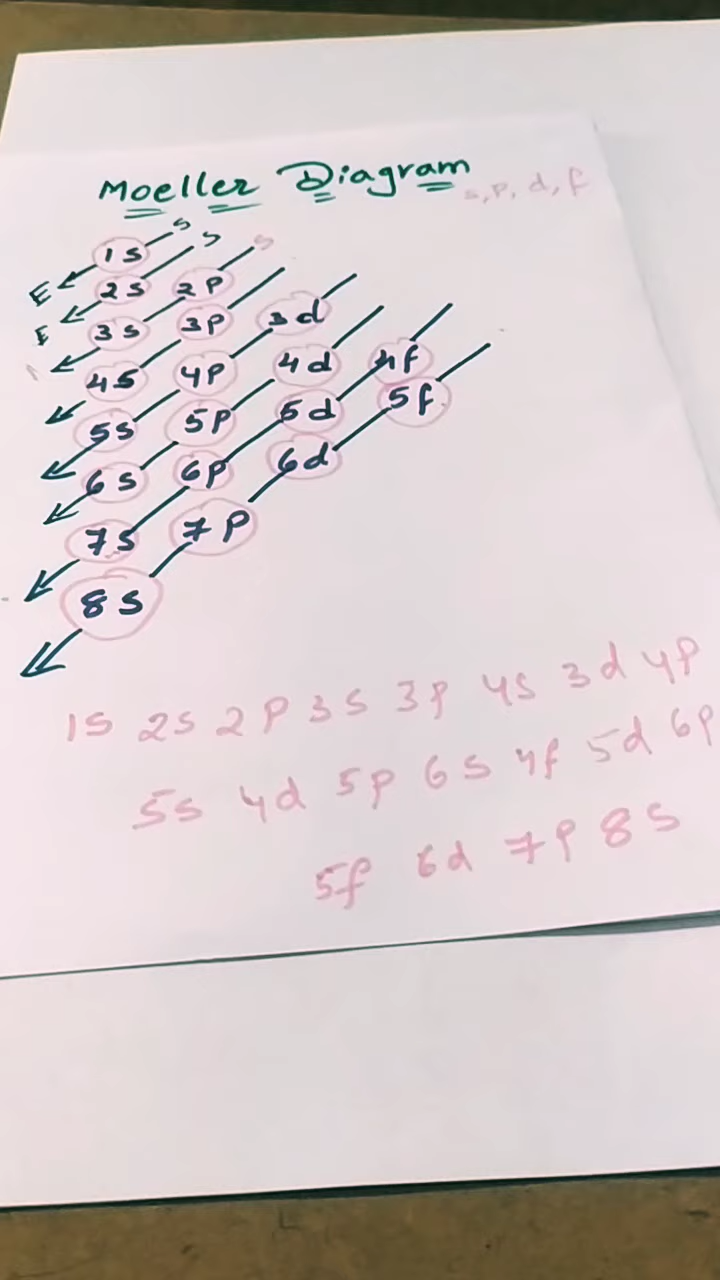 Moeller Diagram
s, p, d, f
s
1s s
E 2s 2p s
E 3s 3p 3d
4s 4p 4d 4f
5s 5p 5d 5f
6s 6p 6d
7s 7p
8s
1s 2s 2p 3s 3p 4s 3d 4p
5s 4d 5p 6s 4f 5d 6p
5f 6d 7p 8s